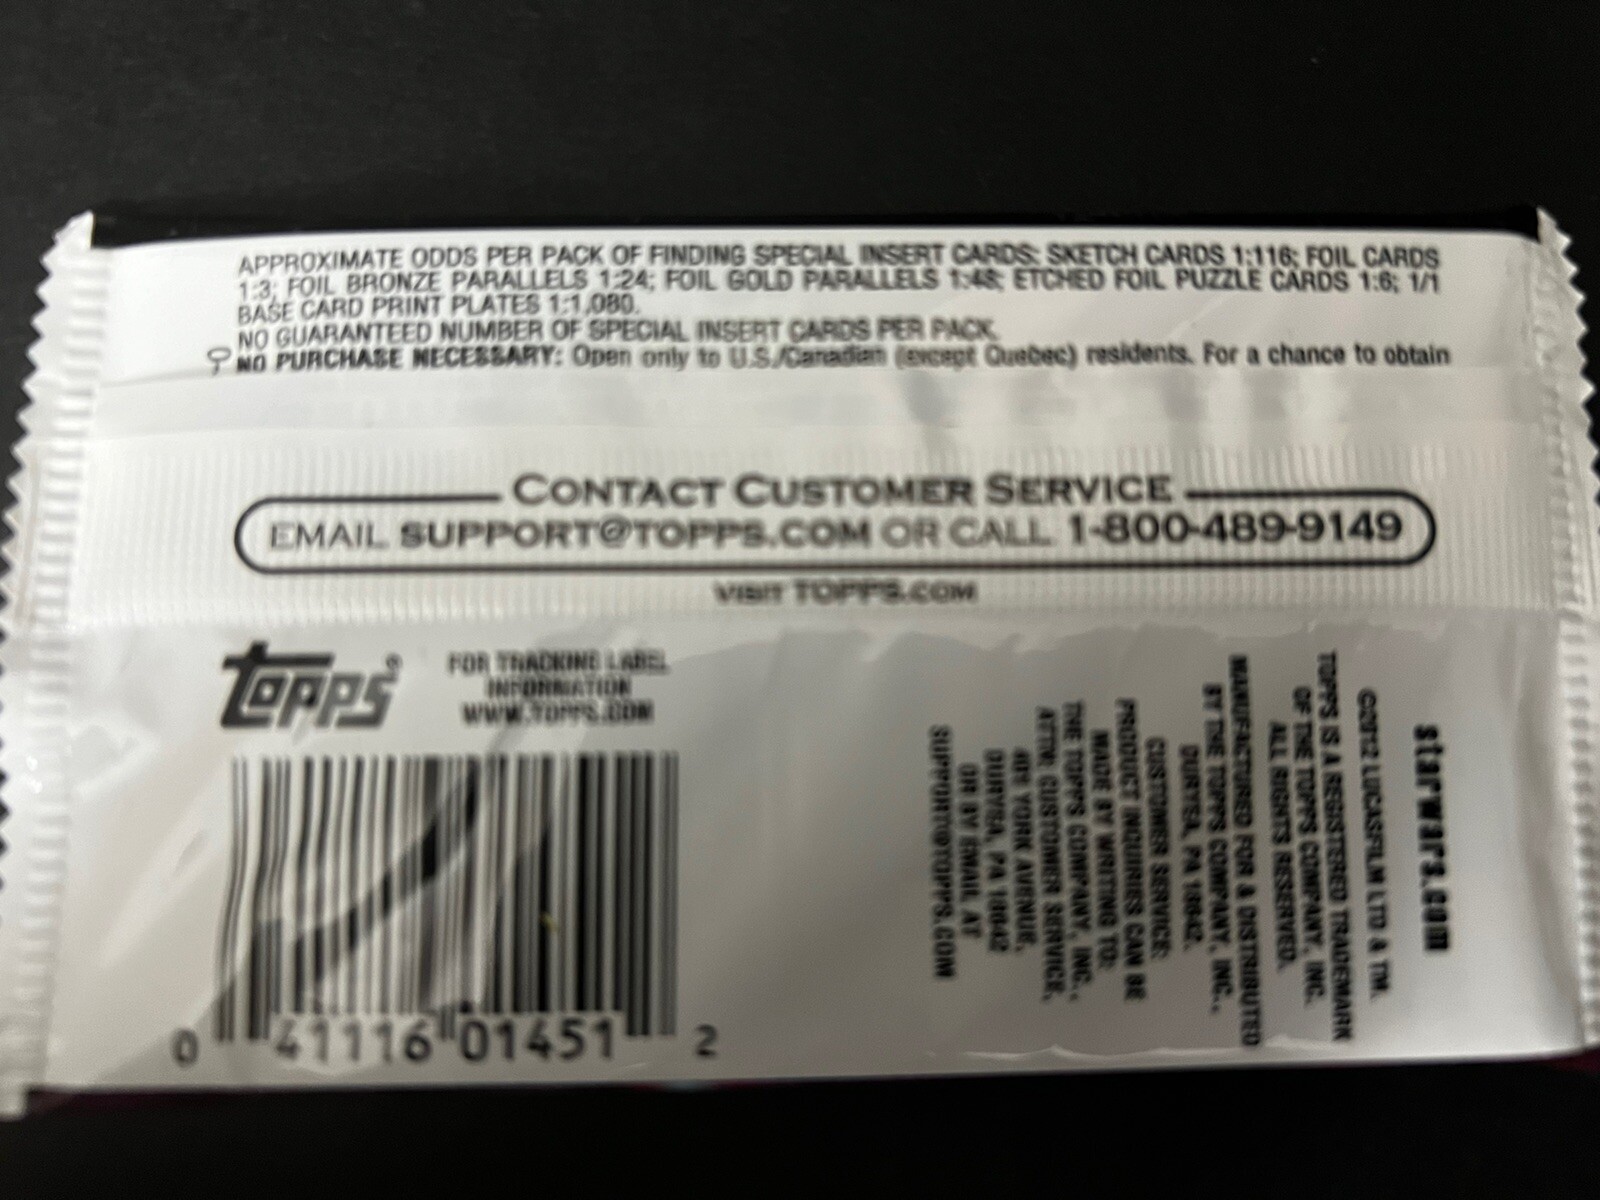 APPROXIMATE ODDS PER PACK OF FINDING SPECIAL INSERT CARDS: SKETCH CARDS 1:116; FOIL CARDS
1:3; FOIL BRONZE PARALLELS 1:24; FOIL GOLD PARALLELS 1:48; ETCHED FOIL PUZZLE CARDS 1:6; 1/1
BASE CARD PRINT PLATES 1:1,080.
NO GUARANTEED NUMBER OF SPECIAL INSERT CARDS PER PACK.
NO PURCHASE NECESSARY: Open only to U.S./Canadian (except Quebec) residents. For a chance to obtain
CONTACT CUSTOMER SERVICE
EMAIL SUPPORT@TOPPS.COM OR CALL 1-800-489-9149
VISIT TOPPS.COM
topps®
FOR TRACKING LABEL
INFORMATION
WWW.TOPPS.COM
0 41116 01451 2
starwars.com
©2012 LUCASFILM LTD & TM.
TOPPS IS A REGISTERED TRADEMARK
OF THE TOPPS COMPANY, INC.
ALL RIGHTS RESERVED.
MANUFACTURED FOR & DISTRIBUTED
BY THE TOPPS COMPANY, INC.,
DURYEA, PA 18642.
CUSTOMER SERVICE:
PRODUCT INQUIRIES CAN BE
MADE BY WRITING TO:
THE TOPPS COMPANY, INC.,
ATTN: CUSTOMER SERVICE,
401 YORK AVENUE,
DURYEA, PA 18642
OR BY EMAIL AT
SUPPORT@TOPPS.COM